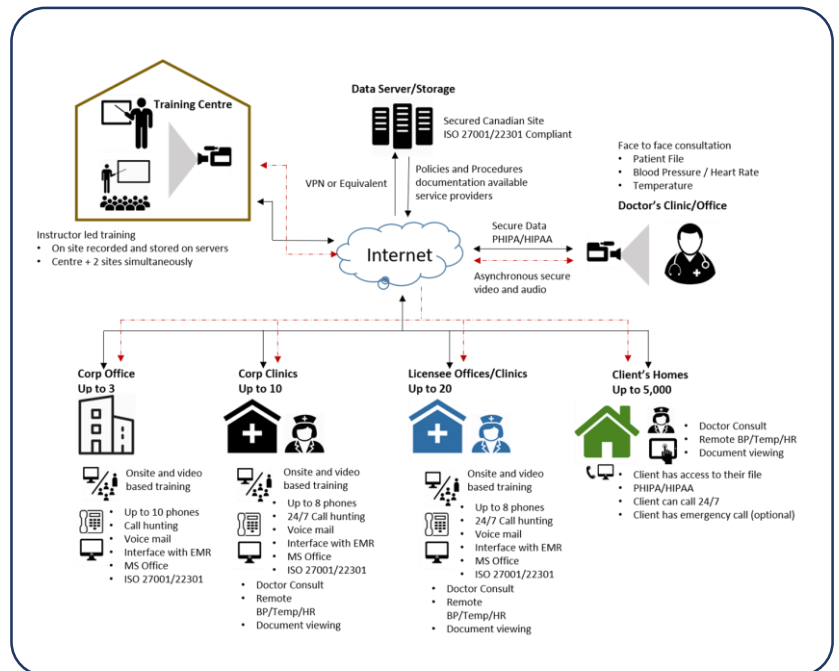 Training Centre
Instructor led training
• On site recorded and stored on servers
• Centre + 2 sites simultaneously
Data Server/Storage
Secured Canadian Site
ISO 27001/22301 Compliant
VPN or Equivalent
Policies and Procedures
documentation available
service providers
Internet
Face to face consultation
• Patient File
• Blood Pressure / Heart Rate
• Temperature
Doctor's Clinic/Office
Secure Data
PHIPA/HIPAA
Asynchronous secure
video and audio
Corp Office
Up to 3
Onsite and video
based training
• Up to 10 phones
• Call hunting
• Voice mail
• Interface with EMR
• MS Office
• ISO 27001/22301
Corp Clinics
Up to 10
Onsite and video
based training
• Up to 8 phones
• 24/7 Call hunting
• Voice mail
• Interface with EMR
• MS Office
• ISO 27001/22301
• Doctor Consult
• Remote
BP/Temp/HR
• Document viewing
Licensee Offices/Clinics
Up to 20
Onsite and video
based training
• Up to 8 phones
• 24/7 Call hunting
• Voice mail
• Interface with EMR
• MS Office
• ISO 27001/22301
• Doctor Consult
• Remote
BP/Temp/HR
• Document viewing
Client's Homes
Up to 5,000
• Doctor Consult
• Remote BP/Temp/HR
• Document viewing
• Client has access to their file
• PHIPA/HIPAA
• Client can call 24/7
• Client has emergency call (optional)